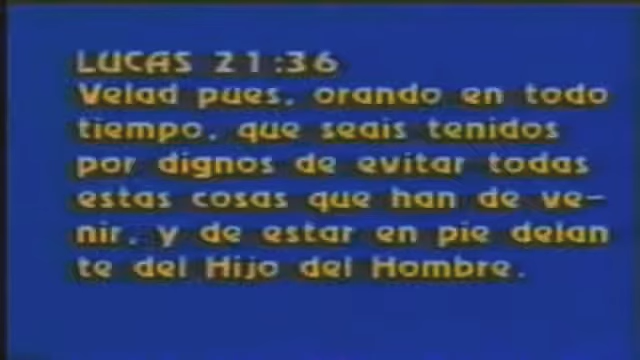 LUCAS 21:36
Velad pues, orando en todo
tiempo, que seais tenidos
por dignos de evitar todas
estas cosas que han de ve-
nir, y de estar en pie delan
te del Hijo del Hombre.